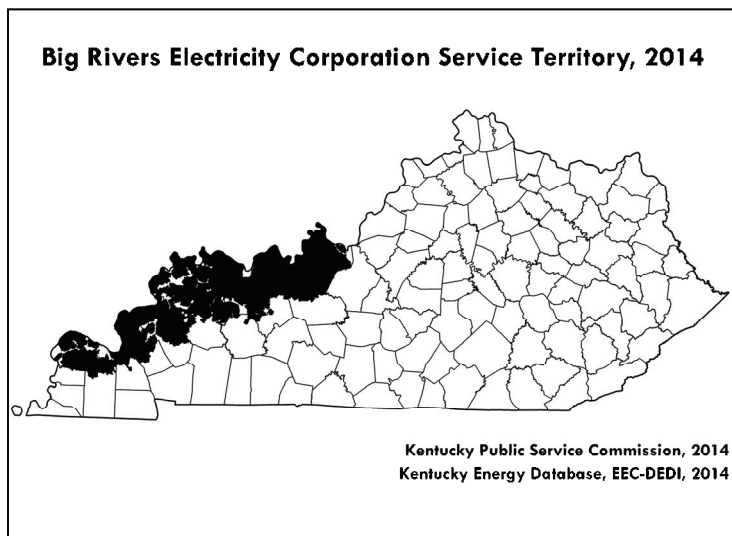 Big Rivers Electricity Corporation Service Territory, 2014
Kentucky Public Service Commission, 2014
Kentucky Energy Database, EEC-DEDI, 2014